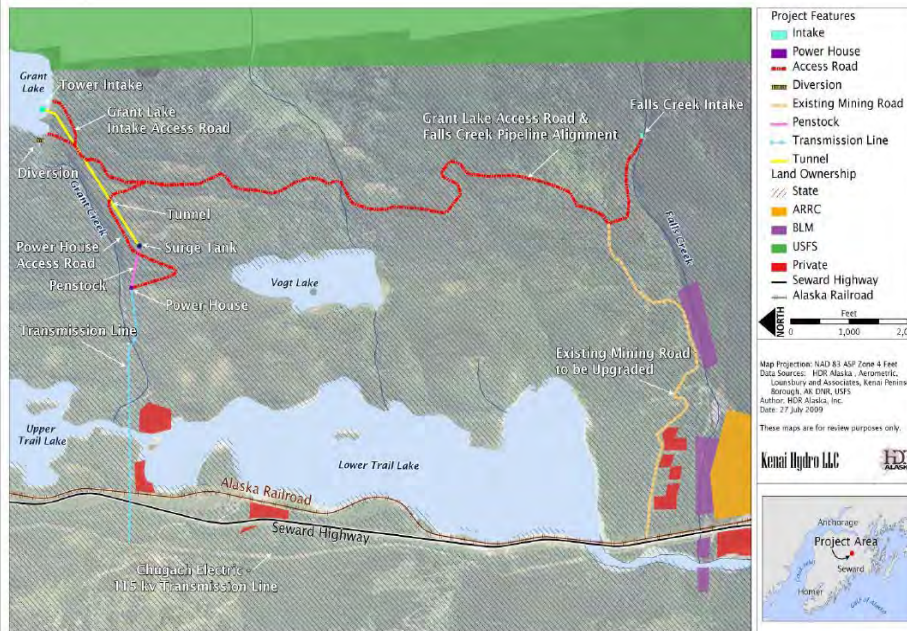 Grant
Lake
Tower Intake
Grant Lake
Intake Access Road
Diversion
Grant Creek
Tunnel
Power House
Access Road
Surge Tank
Penstock
Power House
Transmission Line
Grant Lake Access Road &
Falls Creek Pipeline Alignment
Falls Creek Intake
Falls Creek
Vogt Lake
Existing Mining Road
to be Upgraded
Upper
Trail Lake
Lower Trail Lake
Alaska Railroad
Seward Highway
Chugach Electric -
115 kv Transmission Line
Project Features
Intake
Power House
Access Road
Diversion
Existing Mining Road
Penstock
Transmission Line
Tunnel
Land Ownership
State
ARRC
BLM
USFS
Private
Seward Highway
Alaska Railroad
NORTH
Feet
0 1,000 2,0
Map Projection: NAD 83 ASP Zone 4 Feet
Data Sources: HDR Alaska, Aerometric,
Lounsbury and Associates, Kenai Penins
Borough, AK DNR, USFS
Author: HDR Alaska, Inc.
Date: 27 July 2009
These maps are for review purposes only.
Kenai Hydro LLC
Anchorage
Project Area
Seward
Homer
Gulf of Alaska